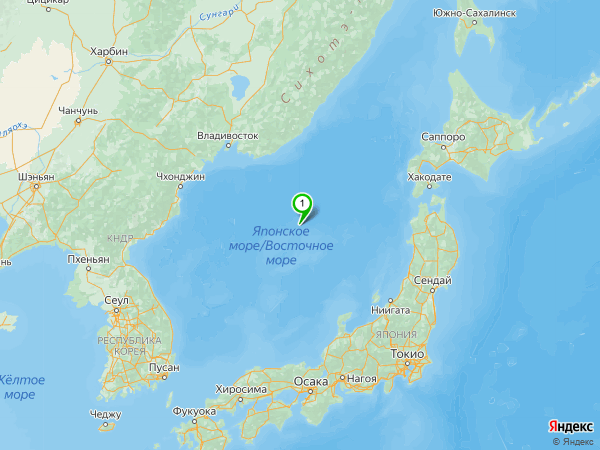 Цицикар
Сунгари
Южно-Сахалинск
Харбин
Сихотэ
Чанчунь
Ляохэ
Владивосток
Саппоро
Шэньян
Чхонджин
Хакодате
1
Японское
море/Восточное
море
КНДР
Пхеньян
Сендай
Сеул
Ниигата
РЕСПУБЛИКА
КОРЕЯ
ЯПОНИЯ
Токио
Пусан
Нагоя
Жёлтое
море
Хиросима
Осака
Чеджу
Фукуока
Яндекс
© Яндекс